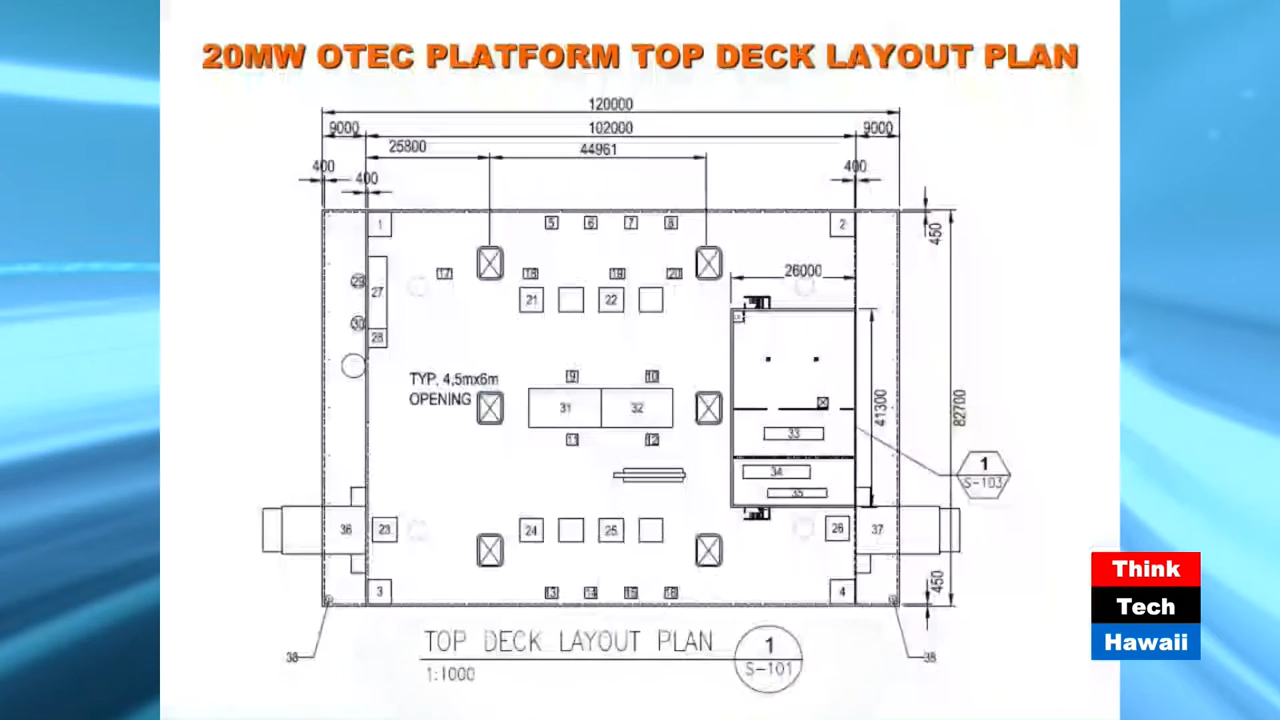 20MW OTEC PLATFORM TOP DECK LAYOUT PLAN
120000
9000 102000 9000
25800 44961
400 400
400
450
1 5 6 7 8 2
17 18 19 20 26000
29 27 21 22
30 28
TYP. 4,5mx6m
OPENING
9 10
31 32
11 12
41300 82700
33
34
35
1
S-103
36 23 24 25 26 37
3 13 14 4
450
38 38
TOP DECK LAYOUT PLAN
1:1000
1
S-101
Think
Tech
Hawaii